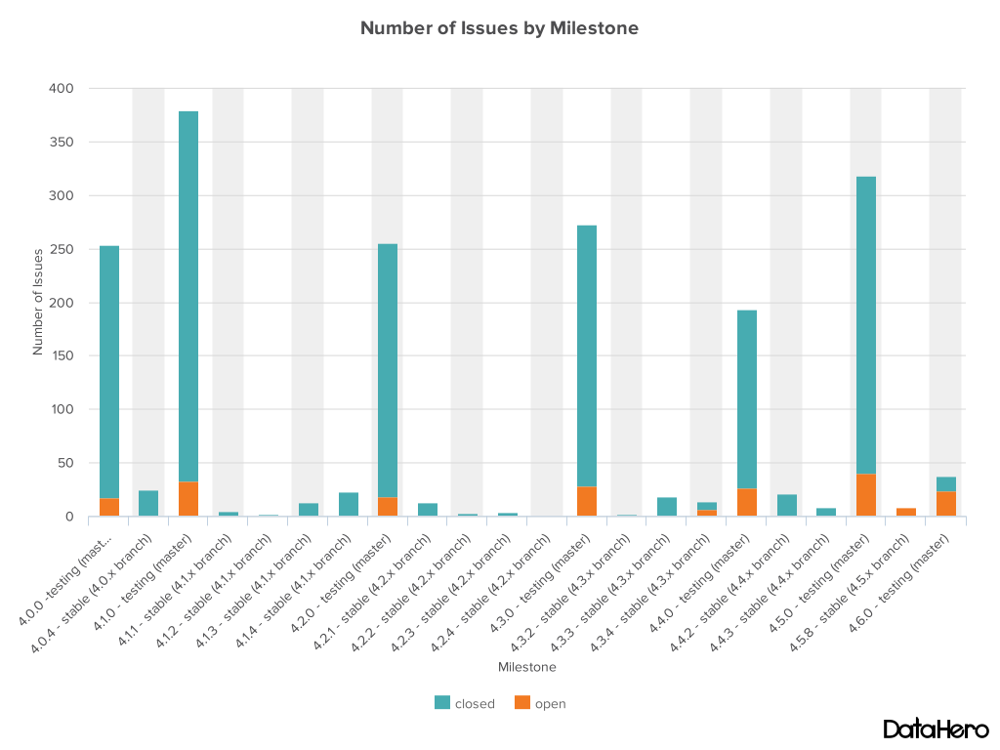 Number of Issues by Milestone
Number of Issues
400
350
300
250
200
150
100
50
0
4.0.0 -testing (mast...
4.0.4 - stable (4.0.x branch)
4.1.0 - testing (master)
4.1.1 - stable (4.1.x branch)
4.1.2 - stable (4.1.x branch)
4.1.3 - stable (4.1.x branch)
4.1.4 - stable (4.1.x branch)
4.2.0 - testing (master)
4.2.1 - stable (4.2.x branch)
4.2.2 - stable (4.2.x branch)
4.2.3 - stable (4.2.x branch)
4.2.4 - stable (4.2.x branch)
4.3.0 - testing (master)
4.3.2 - stable (4.3.x branch)
4.3.3 - stable (4.3.x branch)
4.3.4 - stable (4.3.x branch)
4.4.0 - testing (master)
4.4.2 - stable (4.4.x branch)
4.4.3 - stable (4.4.x branch)
4.5.0 - testing (master)
4.5.8 - stable (4.5.x branch)
4.6.0 - testing (master)
Milestone
closed
open
DataHero